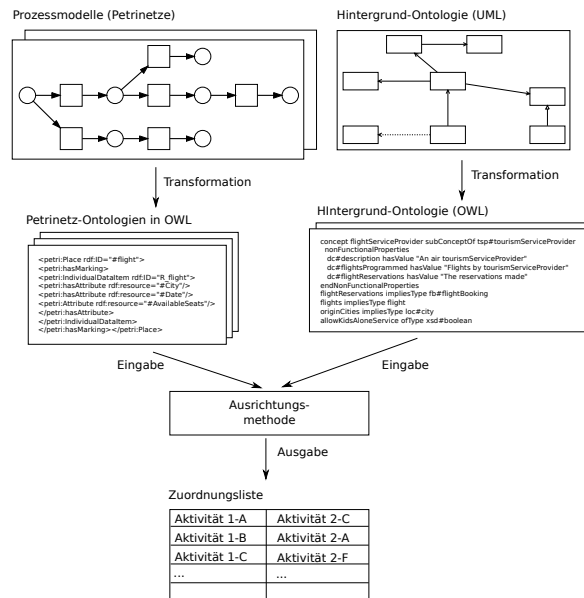 Prozessmodelle (Petrinetze)
Hintergrund-Ontologie (UML)
Transformation
Transformation
Petrinetz-Ontologien in OWL
HIntergrund-Ontologie (OWL)
<petri:Place rdf:ID="#flight">
<petri:hasMarking>
<petri:IndividualDataItem rdf:ID="R_flight">
<petri:hasAttribute rdf:resource="#City"/>
<petri:hasAttribute rdf:resource="#Date"/>
<petri:Attribute rdf:resource="#AvailableSeats"/>
</petri:hasAttribute>
</petri:IndividualDataItem>
</petri:hasMarking></petri:Place>
concept flightServiceProvider subConceptOf tsp#tourismServiceProvider
nonFunctionalProperties
dc#description hasValue "An air tourismServiceProvider"
dc#flightsProgrammed hasValue "Flights by tourismServiceProvider"
dc#flightReservations hasValue "The reservations made"
endNonFunctionalProperties
flightReservations impliesType fb#flightBooking
flights impliesType flight
originCities impliesType loc#city
allowKidsAloneService ofType xsd#boolean
Eingabe
Eingabe
Ausrichtungs-
methode
Ausgabe
Zuordnungsliste
Aktivität 1-A Aktivität 2-C
Aktivität 1-B Aktivität 2-A
Aktivität 1-C Aktivität 2-F
... ...